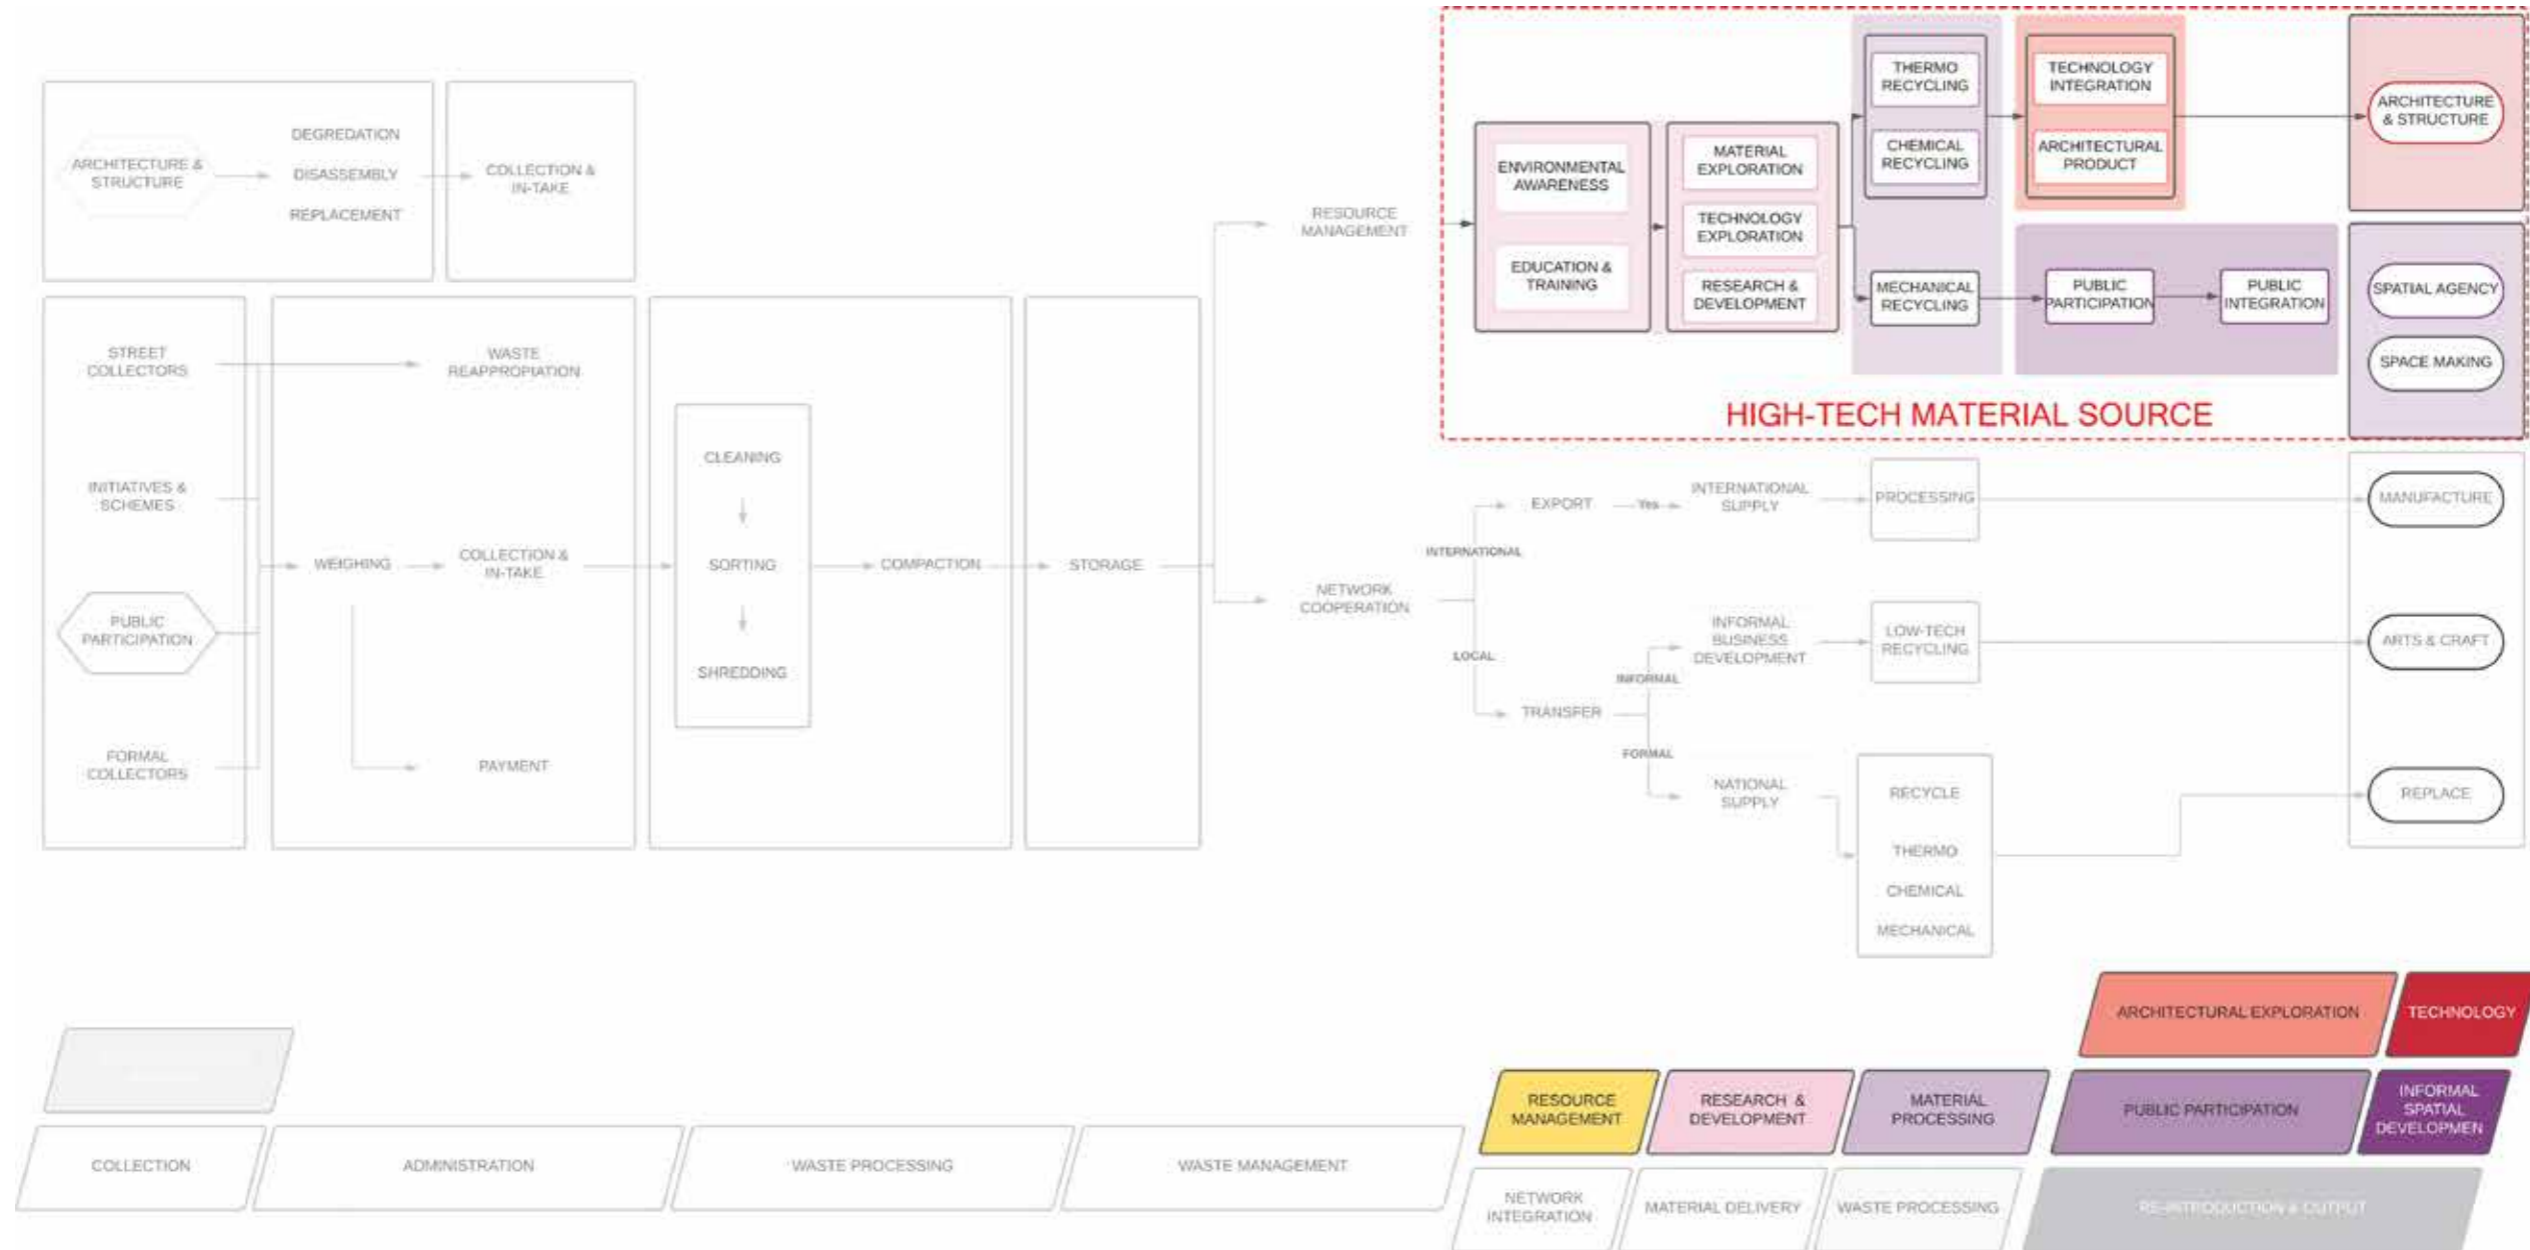 ARCHITECTURE &
STRUCTURE
DEGREDATION
DISASSEMBLY
REPLACEMENT
COLLECTION &
IN-TAKE
STREET
COLLECTORS
INITIATIVES &
SCHEMES
PUBLIC
PARTICIPATION
FORMAL
COLLECTORS
WASTE
REAPPROPIATION
WEIGHING
COLLECTION &
IN-TAKE
PAYMENT
CLEANING
SORTING
SHREDDING
COMPACTION
STORAGE
RESOURCE
MANAGEMENT
NETWORK
COOPERATION
ENVIRONMENTAL
AWARENESS
EDUCATION &
TRAINING
MATERIAL
EXPLORATION
TECHNOLOGY
EXPLORATION
RESEARCH &
DEVELOPMENT
THERMO
RECYCLING
CHEMICAL
RECYCLING
MECHANICAL
RECYCLING
TECHNOLOGY
INTEGRATION
ARCHITECTURAL
PRODUCT
PUBLIC
PARTICIPATION
PUBLIC
INTEGRATION
ARCHITECTURE
& STRUCTURE
SPATIAL AGENCY
SPACE MAKING
HIGH-TECH MATERIAL SOURCE
INTERNATIONAL
LOCAL
EXPORT
Yes
INTERNATIONAL
SUPPLY
PROCESSING
MANUFACTURE
TRANSFER
INFORMAL
FORMAL
INFORMAL
BUSINESS
DEVELOPMENT
LOW-TECH
RECYCLING
ARTS & CRAFT
NATIONAL
SUPPLY
RECYCLE
THERMO
CHEMICAL
MECHANICAL
REPLACE
ARCHITECTURAL EXPLORATION
TECHNOLOGY
RESOURCE
MANAGEMENT
RESEARCH &
DEVELOPMENT
MATERIAL
PROCESSING
PUBLIC PARTICIPATION
INFORMAL
SPATIAL
DEVELOPMEN
COLLECTION
ADMINISTRATION
WASTE PROCESSING
WASTE MANAGEMENT
NETWORK
INTEGRATION
MATERIAL DELIVERY
WASTE PROCESSING
RE-INTRODUCTION & OUTPUT